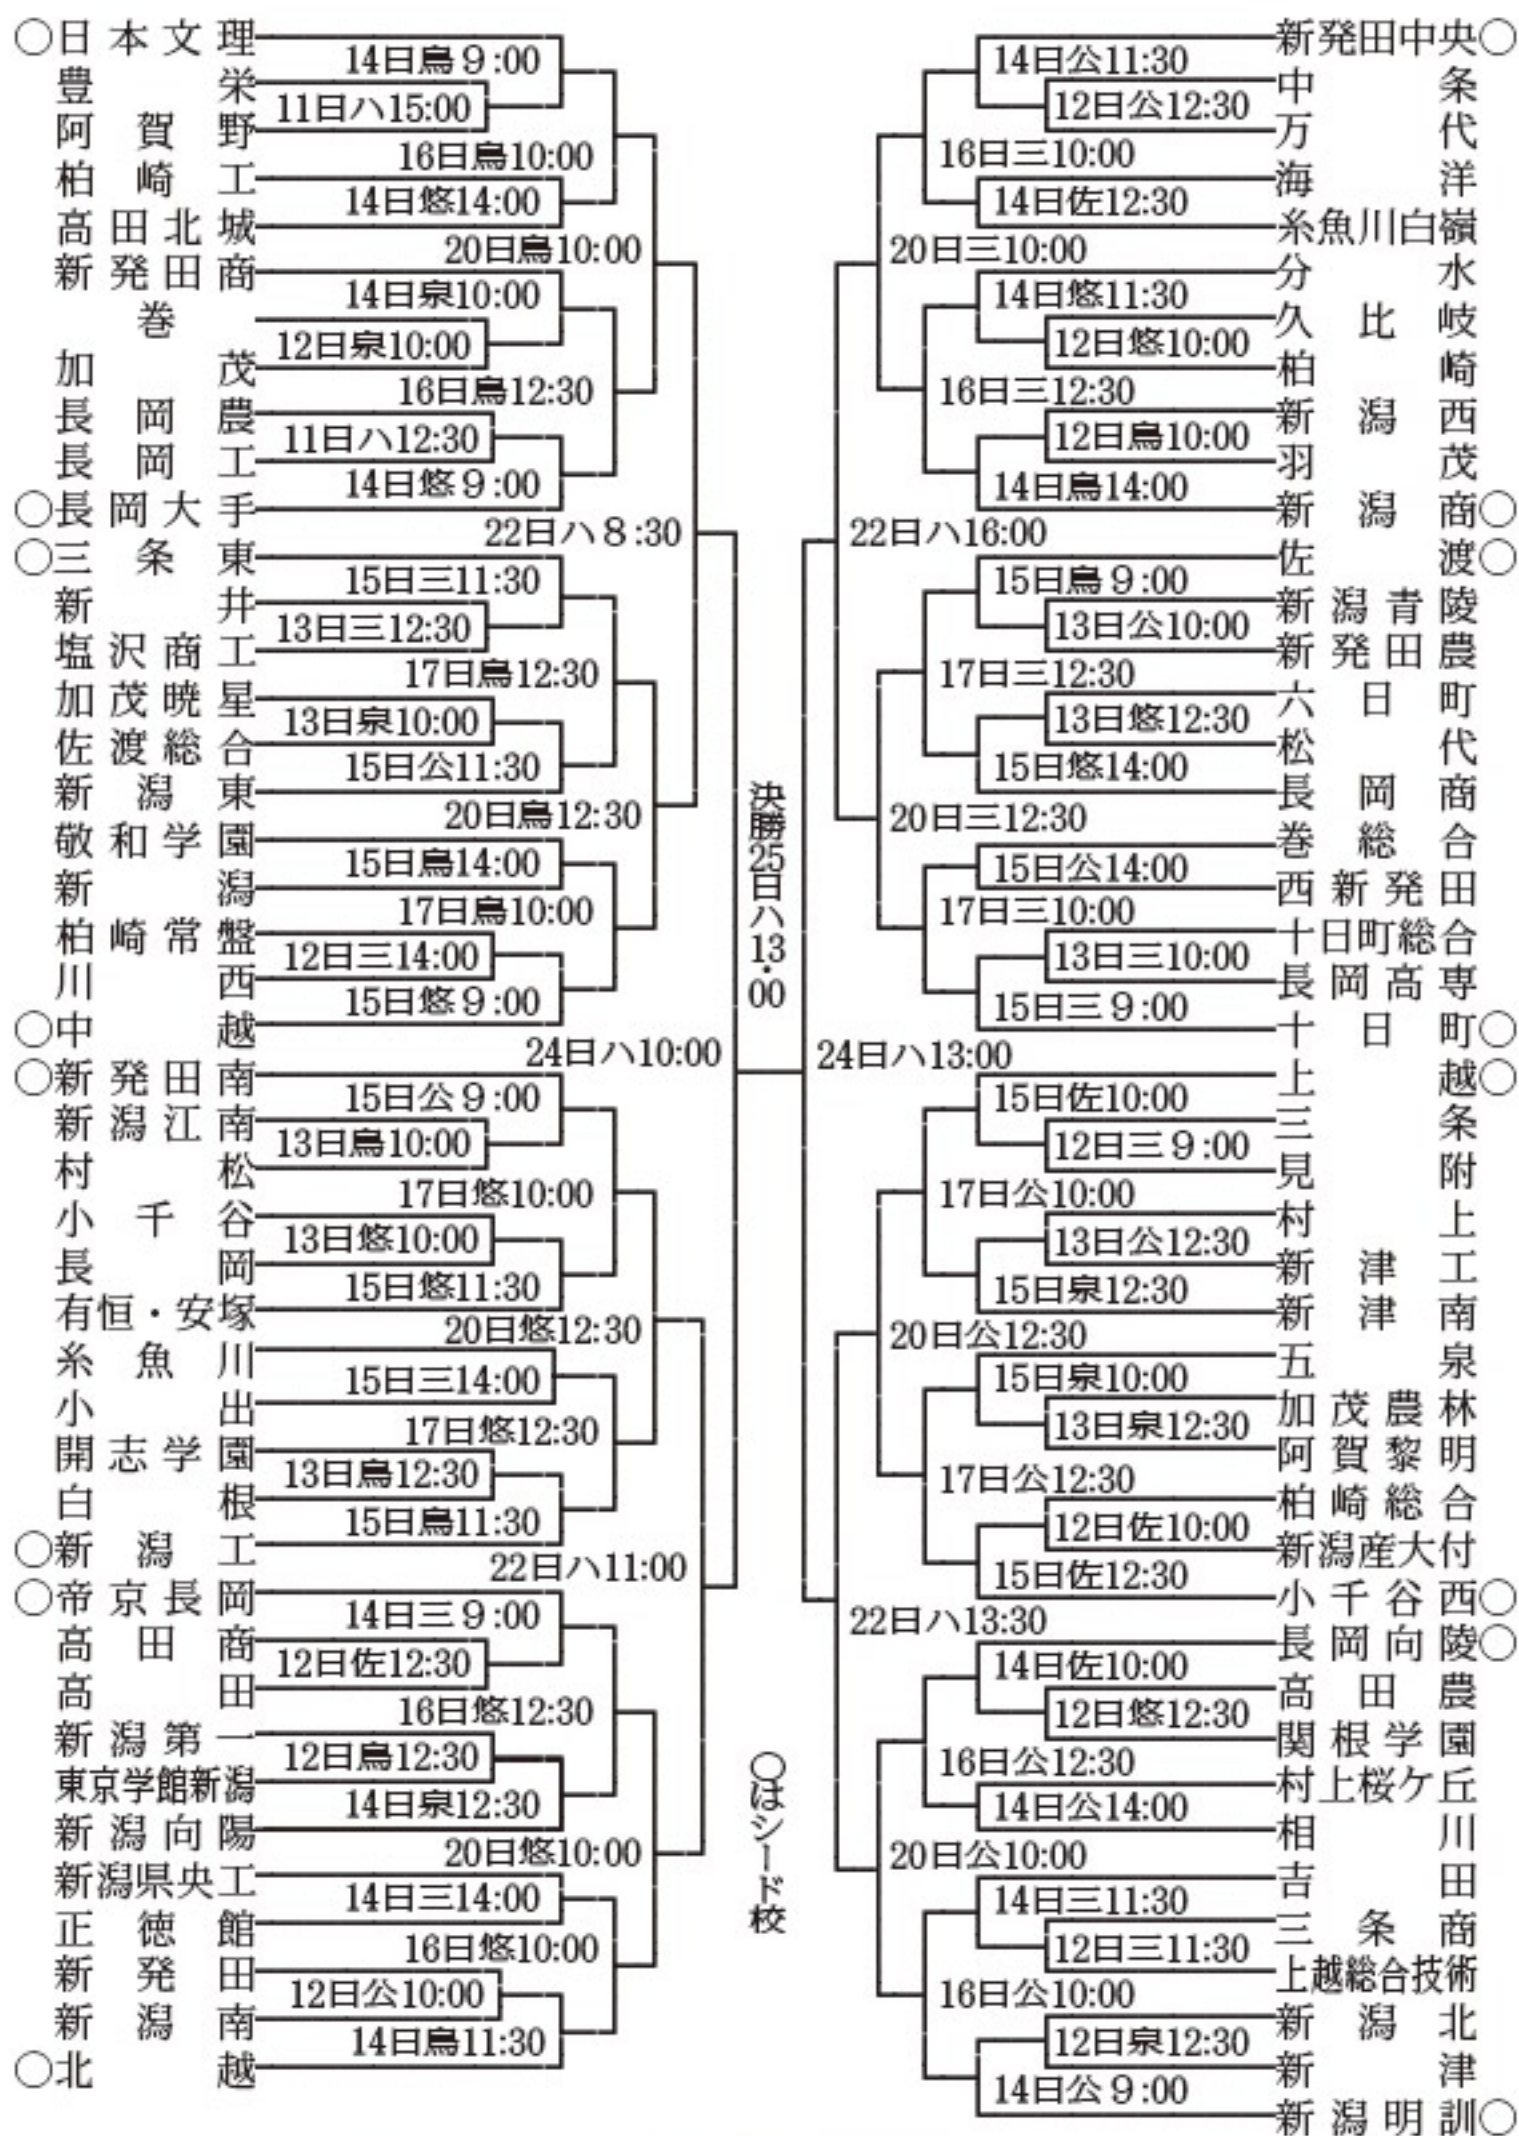 ○日本文理
14日鳥9:00
豊栄
11日ハ15:00
阿賀野
16日鳥10:00
柏崎工
14日悠14:00
高田北城
20日鳥10:00
新発田商
14日泉10:00
巻
12日泉10:00
加茂
16日鳥12:30
長岡農
11日ハ12:30
長岡工
14日悠9:00
○長岡大手
22日ハ8:30
○三条東
15日三11:30
新井
13日三12:30
塩沢商工
17日鳥12:30
加茂暁星
13日泉10:00
佐渡総合
15日公11:30
新潟東
20日鳥12:30
敬和学園
15日鳥14:00
新潟
17日鳥10:00
柏崎常盤
12日三14:00
川西
15日悠9:00
○中越
24日ハ10:00
○新発田南
15日公9:00
新潟江南
13日鳥10:00
村松
17日悠10:00
小千谷
13日悠10:00
長岡
15日悠11:30
有恒・安塚
20日悠12:30
糸魚川
15日三14:00
小出
17日悠12:30
開志学園
13日鳥12:30
白根
15日鳥11:30
○新潟工
22日ハ11:00
○帝京長岡
14日三9:00
高田商
12日佐12:30
高田
16日悠12:30
新潟第一
12日鳥12:30
東京学館新潟
14日泉12:30
新潟向陽
20日悠10:00
新潟県央工
14日三14:00
正徳館
16日悠10:00
新発田
12日公10:00
新潟南
14日鳥11:30
○北越
決勝25日ハ13:00
○はシード校
新発田中央○
14日公11:30
中条
12日公12:30
万代
16日三10:00
海洋
14日佐12:30
糸魚川白嶺
20日三10:00
分水
14日悠11:30
久比岐
12日悠10:00
柏崎
16日三12:30
新潟西
12日鳥10:00
羽茂
14日鳥14:00
新潟商○
22日ハ16:00
佐渡○
15日鳥9:00
新潟青陵
13日公10:00
新発田農
17日三12:30
六日町
13日悠12:30
松代
15日悠14:00
長岡商
20日三12:30
巻総合
15日公14:00
西新発田
17日三10:00
十日町総合
13日三10:00
長岡高専
15日三9:00
十日町○
24日ハ13:00
上越○
15日佐10:00
三条
12日三9:00
見附
17日公10:00
村上
13日公12:30
新津工
15日泉12:30
新津南
20日公12:30
五泉
15日泉10:00
加茂農林
13日泉12:30
阿賀黎明
17日公12:30
柏崎総合
12日佐10:00
新潟産大付
15日佐12:30
小千谷西○
22日ハ13:30
長岡向陵○
14日佐10:00
高田農
12日悠12:30
関根学園
16日公12:30
村上桜ケ丘
14日公14:00
相川
20日公10:00
吉田
14日三11:30
三条商
12日三11:30
上越総合技術
16日公10:00
新潟北
12日泉12:30
新津
14日公9:00
新潟明訓○